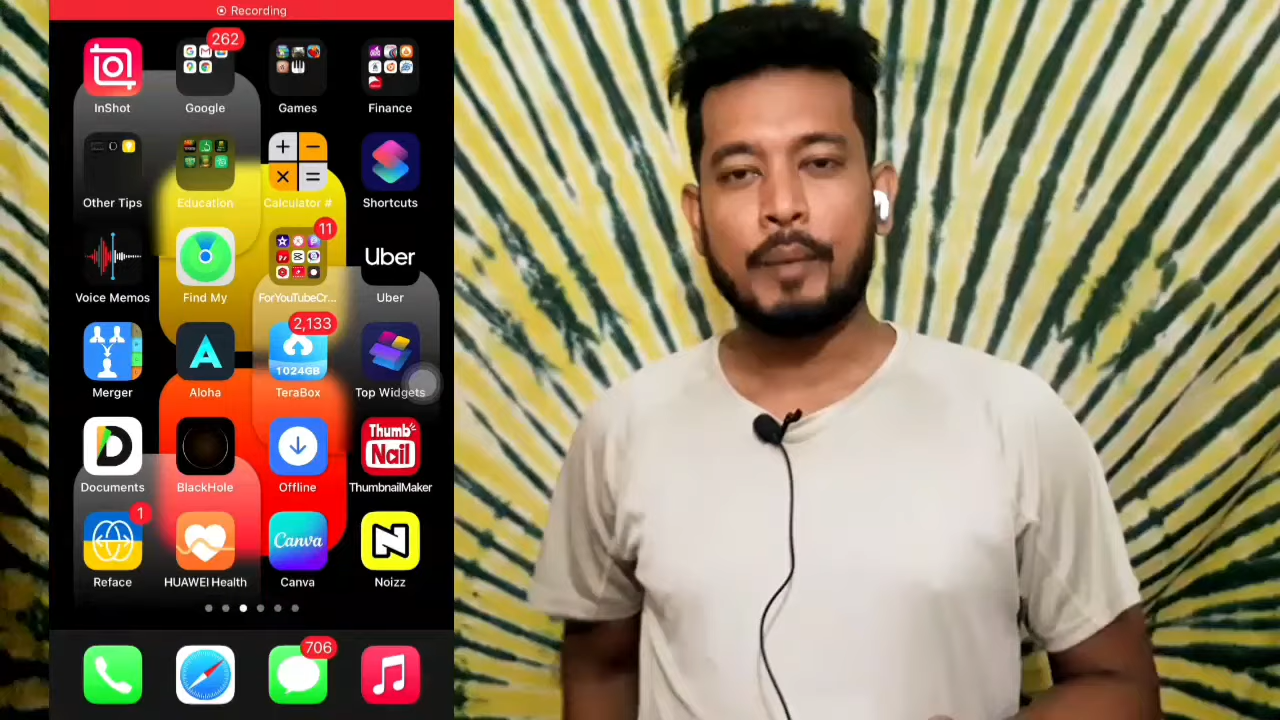 Recording
262
InShot
Google
Games
Finance
Other Tips
Education
Calculator #
Shortcuts
11
Uber
Voice Memos
Find My
ForYouTubeCr...
Uber
2,133
1024GB
Merger
Aloha
TeraBox
Top Widgets
Thumb
Nail
Documents
BlackHole
Offline
ThumbnailMaker
1
Canva
Reface
HUAWEI Health
Canva
Noizz
706